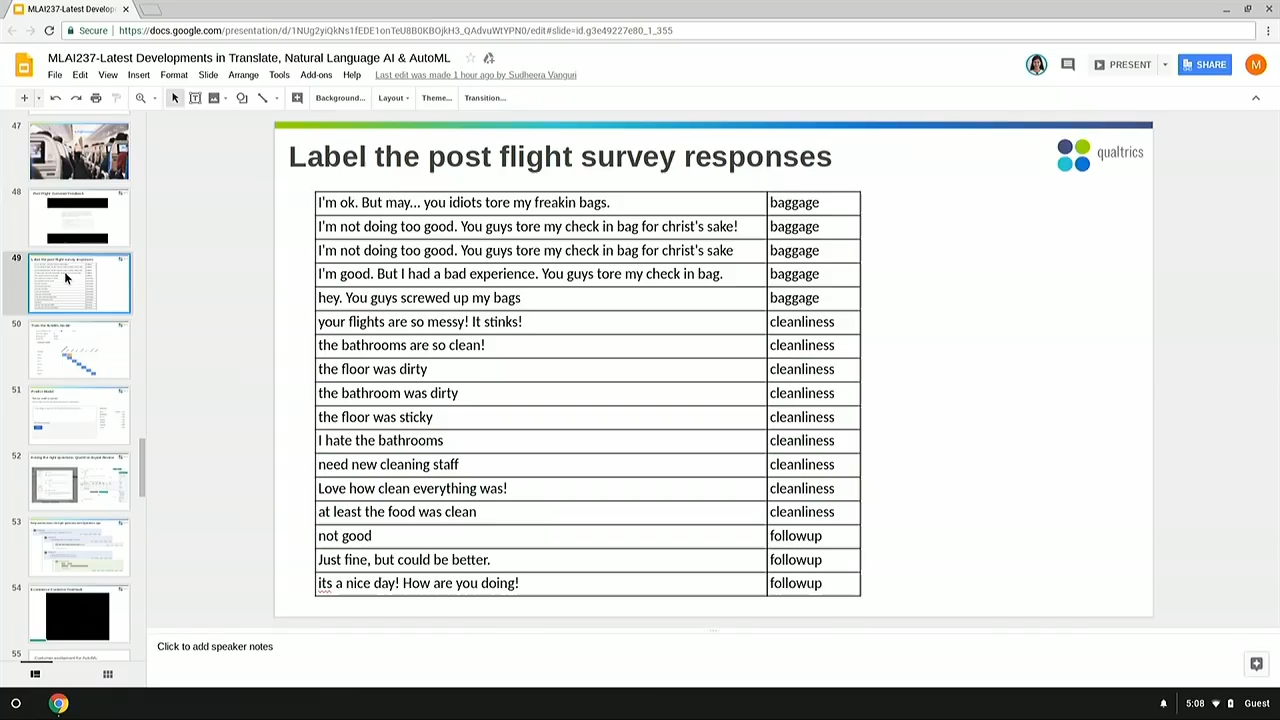 MLAI237-Latest Develop
Secure
https://docs.google.com/presentation/d/1NUg2yiQkNs1fEDE1onTeU8B0KBOjkH3_QAdvuWtYPN0/edit#slide=id.g3e49227e80_1_355
MLAI237-Latest Developments in Translate, Natural Language AI & AutoML
File Edit View Insert Format Slide Arrange Tools Add-ons Help Last edit was made 1 hour ago by Sudheera Vanguri
PRESENT
SHARE
M
Background... Layout Theme... Transition...
47
48
49
50
51
52
53
54
55
Label the post flight survey responses
qualtrics
I'm ok. But may... you idiots tore my freakin bags. baggage
I'm not doing too good. You guys tore my check in bag for christ's sake! baggage
I'm not doing too good. You guys tore my check in bag for christ's sake baggage
I'm good. But I had a bad experience. You guys tore my check in bag. baggage
hey. You guys screwed up my bags baggage
your flights are so messy! It stinks! cleanliness
the bathrooms are so clean! cleanliness
the floor was dirty cleanliness
the bathroom was dirty cleanliness
the floor was sticky cleanliness
I hate the bathrooms cleanliness
need new cleaning staff cleanliness
Love how clean everything was! cleanliness
at least the food was clean cleanliness
not good followup
Just fine, but could be better. followup
its a nice day! How are you doing! followup
Click to add speaker notes
5:08
Guest